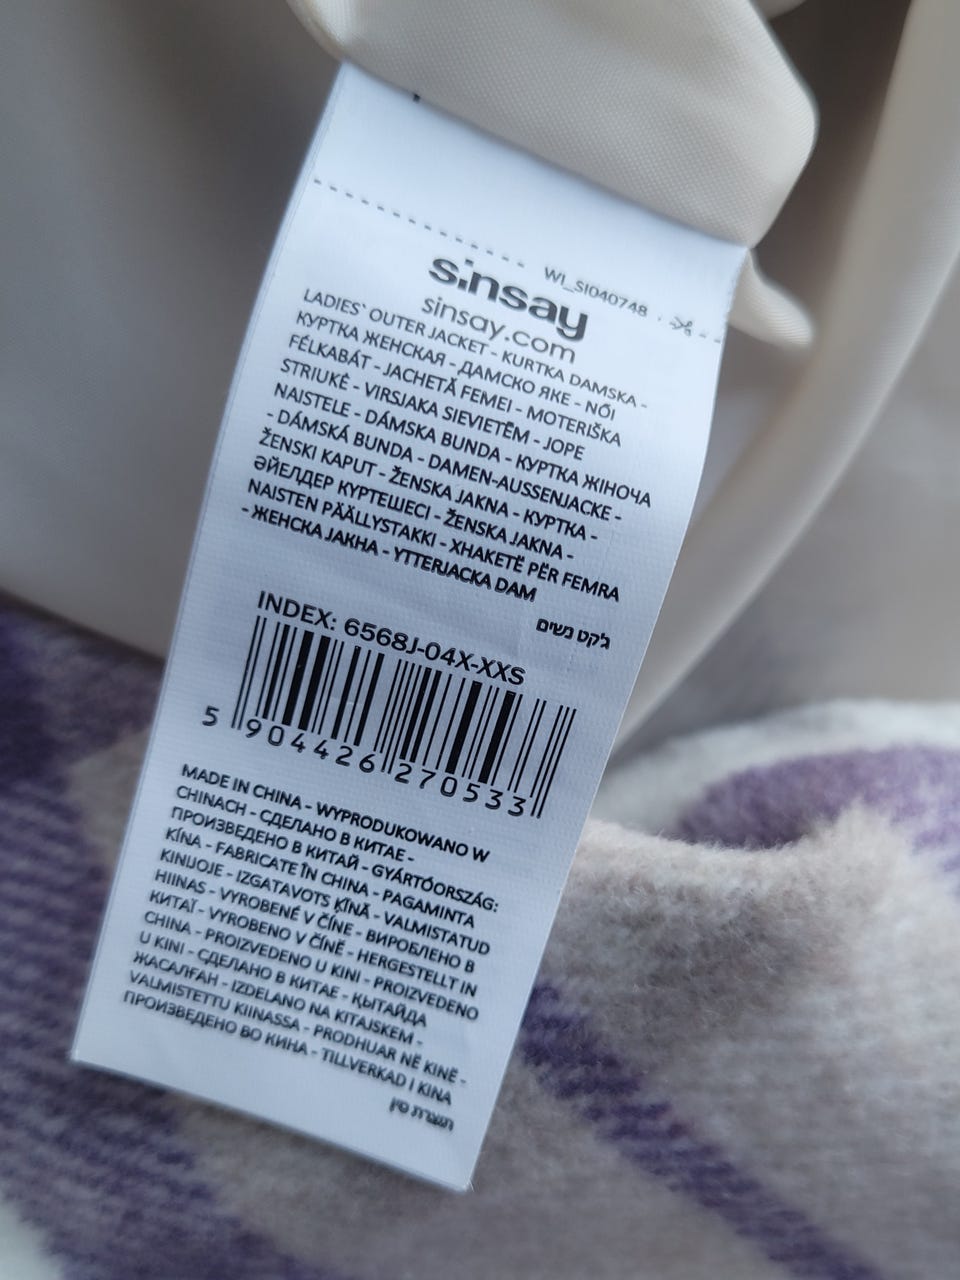 WI_SI040748
sinsay
sinsay.com
LADIES` OUTER JACKET - KURTKA DAMSKA -
КУРТКА ЖЕНСКАЯ - ДАМСКО ЯКЕ - NŐI
FÉLKABÁT - JACHETĂ FEMEI - MOTERIŠKA
STRIUKĖ - VIRSJAKA SIEVIETĒM - JOPE
NAISTELE - DÁMSKA BUNDA - КУРТКА ЖІНОЧА
- DÁMSKÁ BUNDA - DAMEN-AUSSENJACKE -
ŽENSKI KAPUT - ŽENSKA JAKNA - КУРТКА -
ӘЙЕЛДЕР КУРТЕШЕСІ - ŽENSKA JAKNA -
NAISTEN PÄÄLLYSTAKKI - XHAKETË PËR FEMRA
- ЖЕНСКА ЈАКНА - YTTERJACKA DAM
ג'קט נשים
INDEX: 6568J-04X-XXS
5 904426 270533
MADE IN CHINA - WYPRODUKOWANO W
CHINACH - СДЕЛАНО В КИТАЕ -
ПРОИЗВЕДЕНО В КИТАЙ - GYÁRTÓORSZÁG:
KÍNA - FABRICATE ÎN CHINA - PAGAMINTA
KINIJOJE - IZGATAVOTS ĶĪNĀ - VALMISTATUD
HIINAS - VYROBENÉ V ČÍNE - ВИРОБЛЕНО В
КИТАЇ - VYROBENO V ČÍNĚ - HERGESTELLT IN
CHINA - PROIZVEDENO U KINI - PROIZVEDENO
U KINI - СДЕЛАНО В КИТАЕ - ҚЫТАЙДА
ЖАСАЛҒАН - IZDELANO NA KITAJSKEM -
VALMISTETTU KIINASSA - PRODHUAR NË KINË -
ПРОИЗВЕДЕНО ВО КИНА - TILLVERKAD I KINA
תוצרת סין